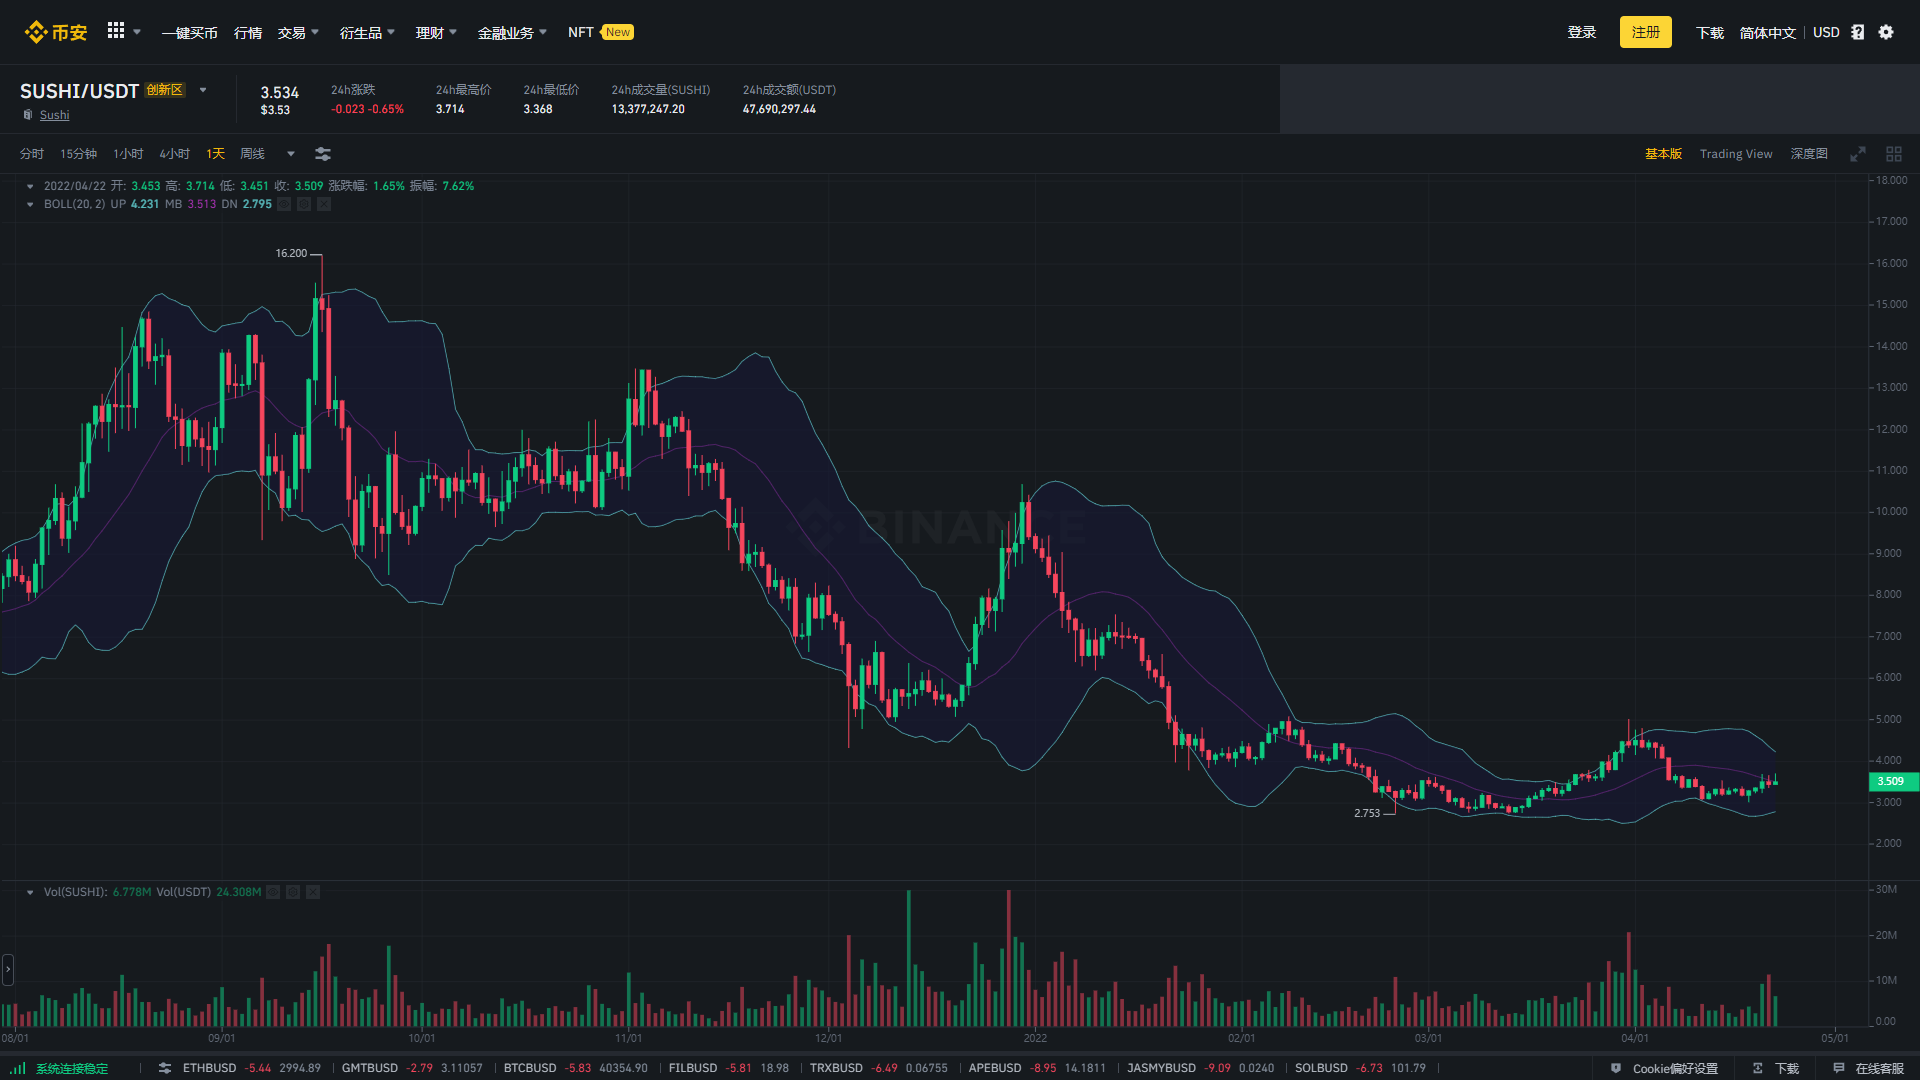 币安 一键买币 行情 交易 衍生品 理财 金融业务 NFT New 登录 注册 下载 简体中文 USD
SUSHI/USDT 创新区
Sushi
3.534
$3.53
24h涨跌
-0.023 -0.65%
24h最高价
3.714
24h最低价
3.368
24h成交量(SUSHI)
13,377,247.20
24h成交额(USDT)
47,690,297.44
分时 15分钟 1小时 4小时 1天 周线 基本版 Trading View 深度图
2022/04/22 开: 3.453 高: 3.714 低: 3.451 收: 3.509 涨跌幅: 1.65% 振幅: 7.62%
BOLL(20, 2) UP 4.231 MB 3.513 DN 2.795
18.000
17.000
16.000
15.000
14.000
13.000
12.000
11.000
10.000
9.000
8.000
7.000
6.000
5.000
4.000
3.509
3.000
2.000
16.200
BINANCE
2.753
Vol(SUSHI): 6.778M Vol(USDT) 24.308M
30M
20M
10M
0.00
08/01 09/01 10/01 11/01 12/01 2022 02/01 03/01 04/01 05/01
系统连接稳定 ETHBUSD -5.44 2994.89 GMTBUSD -2.79 3.11057 BTCBUSD -5.83 40354.90 FILBUSD -5.81 18.98 TRXBUSD -6.49 0.06755 APEBUSD -8.95 14.1811 JASMYBUSD -9.09 0.0240 SOLBUSD -6.73 101.79 Cookie偏好设置 下载 在线客服